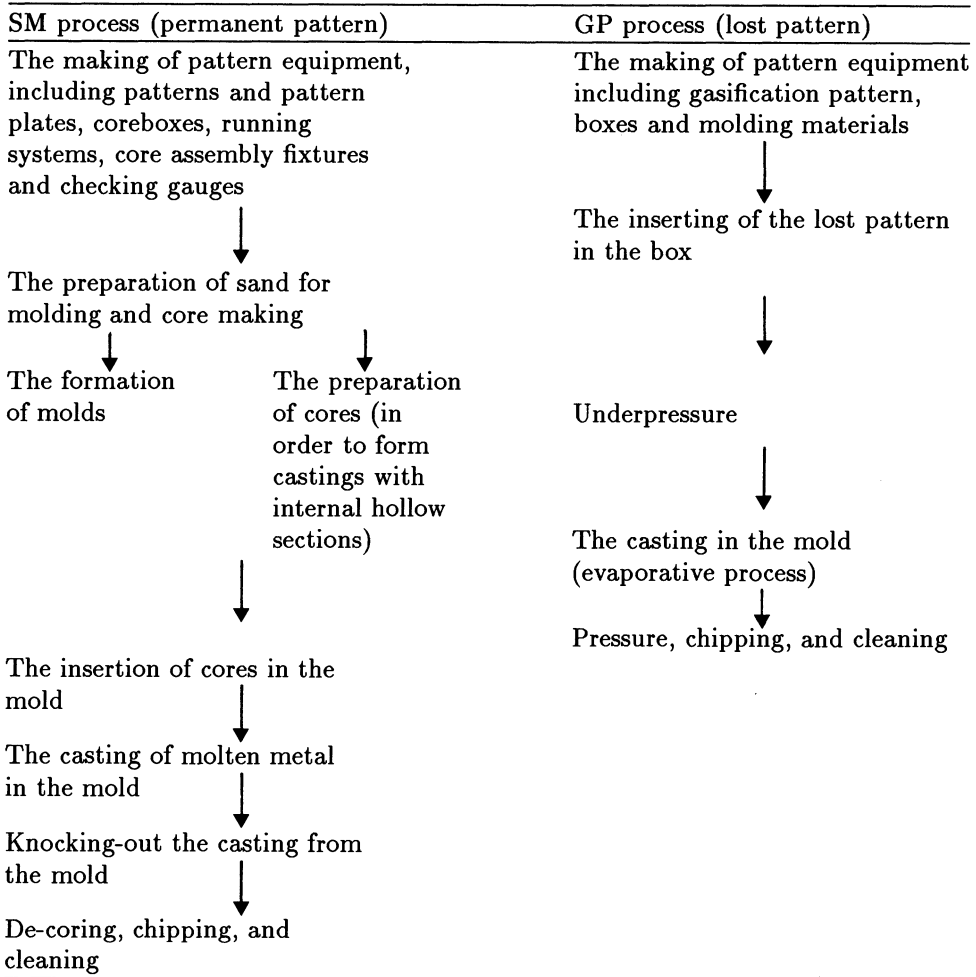 SM process (permanent pattern)
The making of pattern equipment,
including patterns and pattern
plates, coreboxes, running
systems, core assembly fixtures
and checking gauges
The preparation of sand for
molding and core making
The formation
of molds
The preparation
of cores (in
order to form
castings with
internal hollow
sections)
The insertion of cores in the
mold
The casting of molten metal
in the mold
Knocking-out the casting from
the mold
De-coring, chipping, and
cleaning
GP process (lost pattern)
The making of pattern equipment
including gasification pattern,
boxes and molding materials
The inserting of the lost pattern
in the box
Underpressure
The casting in the mold
(evaporative process)
Pressure, chipping, and cleaning